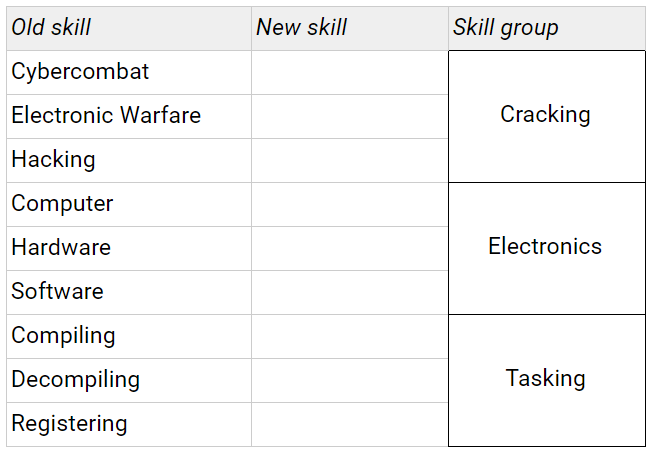 Old skill New skill Skill group
Cybercombat
Electronic Warfare Cracking
Hacking
Computer
Hardware Electronics
Software
Compiling
Decompiling Tasking
Registering